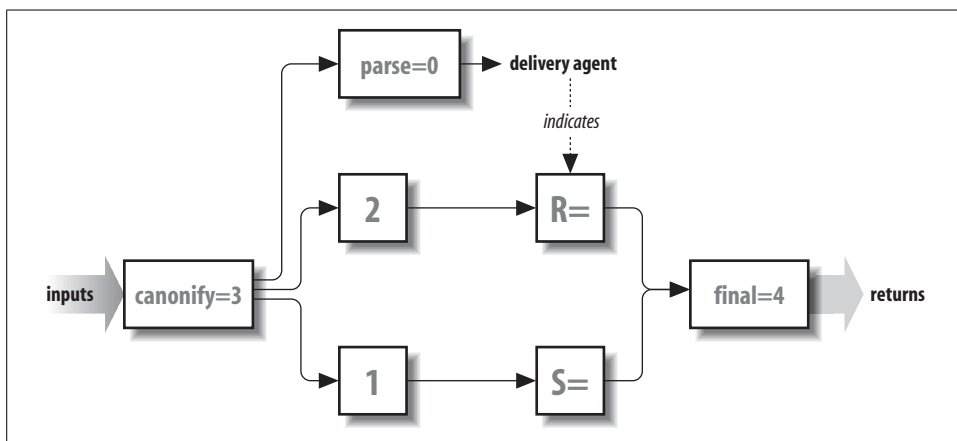 parse=0
delivery agent
indicates
2
R=
inputs
canonify=3
final=4
returns
1
S=